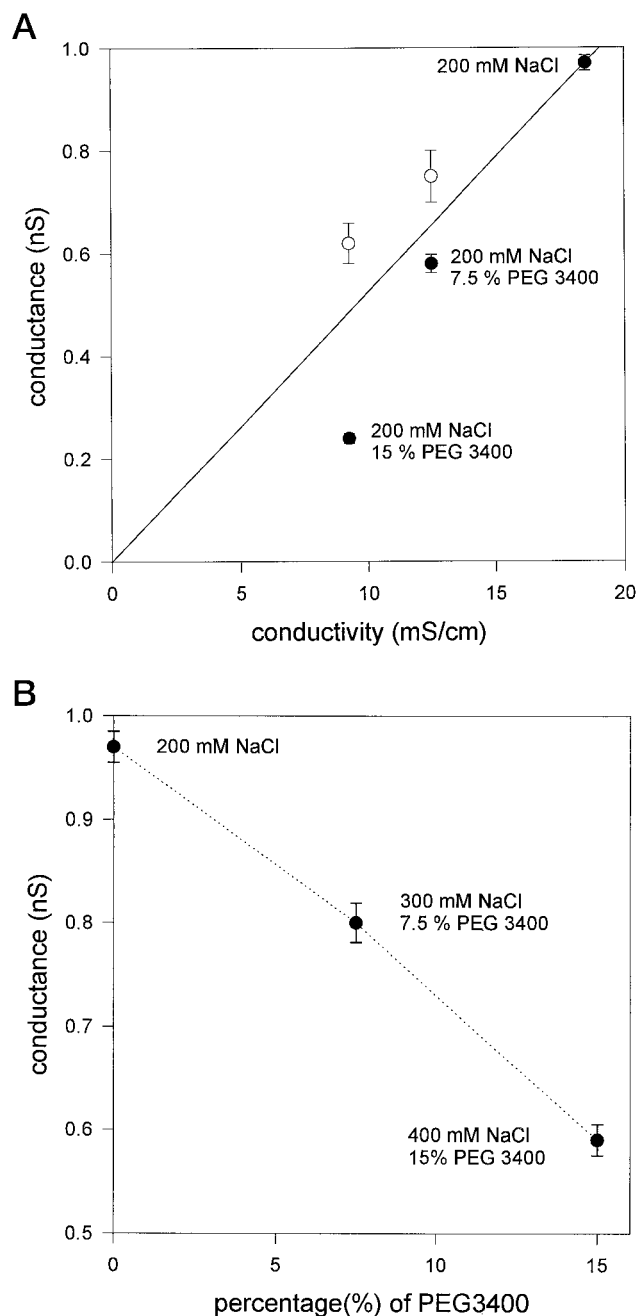 A
1.0
0.8
0.6
0.4
0.2
0.0
conductance (nS)
200 mM NaCl
200 mM NaCl
7.5 % PEG 3400
200 mM NaCl
15 % PEG 3400
0
5
10
15
20
conductivity (mS/cm)
B
1.0
0.9
0.8
0.7
0.6
0.5
conductance (nS)
200 mM NaCl
300 mM NaCl
7.5 % PEG 3400
400 mM NaCl
15% PEG 3400
0
5
10
15
percentage(%) of PEG3400